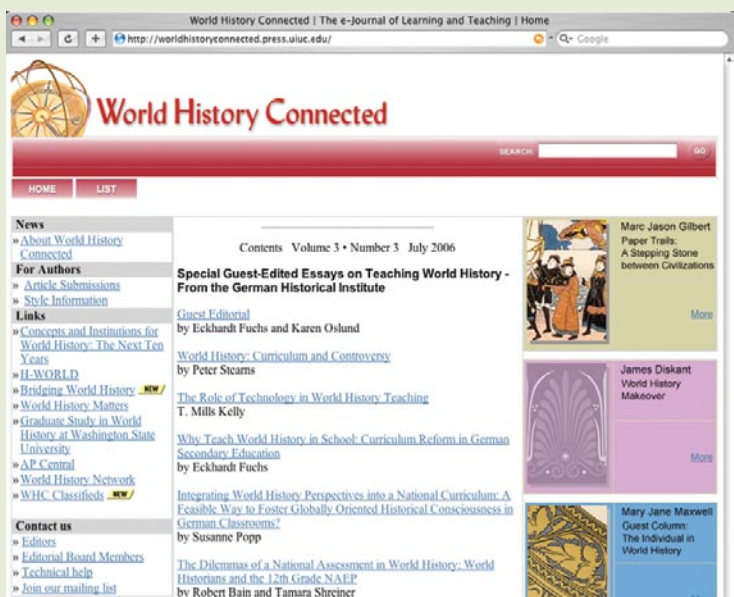 World History Connected | The e-Journal of Learning and Teaching | Home
http://worldhistoryconnected.press.uiuc.edu/
Google
World History Connected
SEARCH:
GO
HOME
LIST
News
» About World History
Connected
For Authors
» Article Submissions
» Style Information
Links
» Concepts and Institutions for
World History: The Next Ten
Years
» H-WORLD
» Bridging World History NEW
» World History Matters
» Graduate Study in World
History at Washington State
University
» AP Central
» World History Network
» WHC Classifieds NEW
Contact us
» Editors
» Editorial Board Members
» Technical help
» Join our mailing list
Contents Volume 3 • Number 3 July 2006
Special Guest-Edited Essays on Teaching World History -
From the German Historical Institute
Guest Editorial
by Eckhardt Fuchs and Karen Oslund
World History: Curriculum and Controversy
by Peter Stearns
The Role of Technology in World History Teaching
T. Mills Kelly
Why Teach World History in School: Curriculum Reform in German
Secondary Education
by Eckhardt Fuchs
Integrating World History Perspectives into a National Curriculum: A
Feasible Way to Foster Globally Oriented Historical Consciousness in
German Classrooms?
by Susanne Popp
The Dilemmas of a National Assessment in World History: World
Historians and the 12th Grade NAEP
by Robert Bain and Tamara Shreiner
Marc Jason Gilbert
Paper Trails:
A Stepping Stone
between Civilizations
More
James Diskant
World History
Makeover
More
Mary Jane Maxwell
Guest Column:
The Individual in
World History